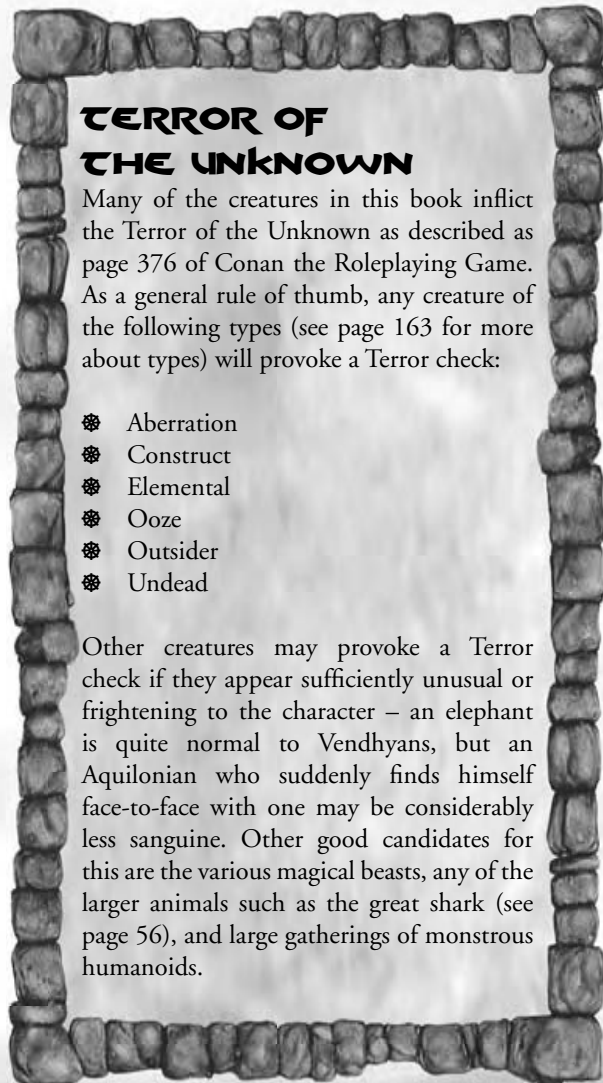 TERROR OF
THE UNKNOWN
Many of the creatures in this book inflict
the Terror of the Unknown as described as
page 376 of Conan the Roleplaying Game.
As a general rule of thumb, any creature of
the following types (see page 163 for more
about types) will provoke a Terror check:
Aberration
Construct
Elemental
Ooze
Outsider
Undead
Other creatures may provoke a Terror
check if they appear sufficiently unusual or
frightening to the character – an elephant
is quite normal to Vendhyans, but an
Aquilonian who suddenly finds himself
face-to-face with one may be considerably
less sanguine. Other good candidates for
this are the various magical beasts, any of the
larger animals such as the great shark (see
page 56), and large gatherings of monstrous
humanoids.